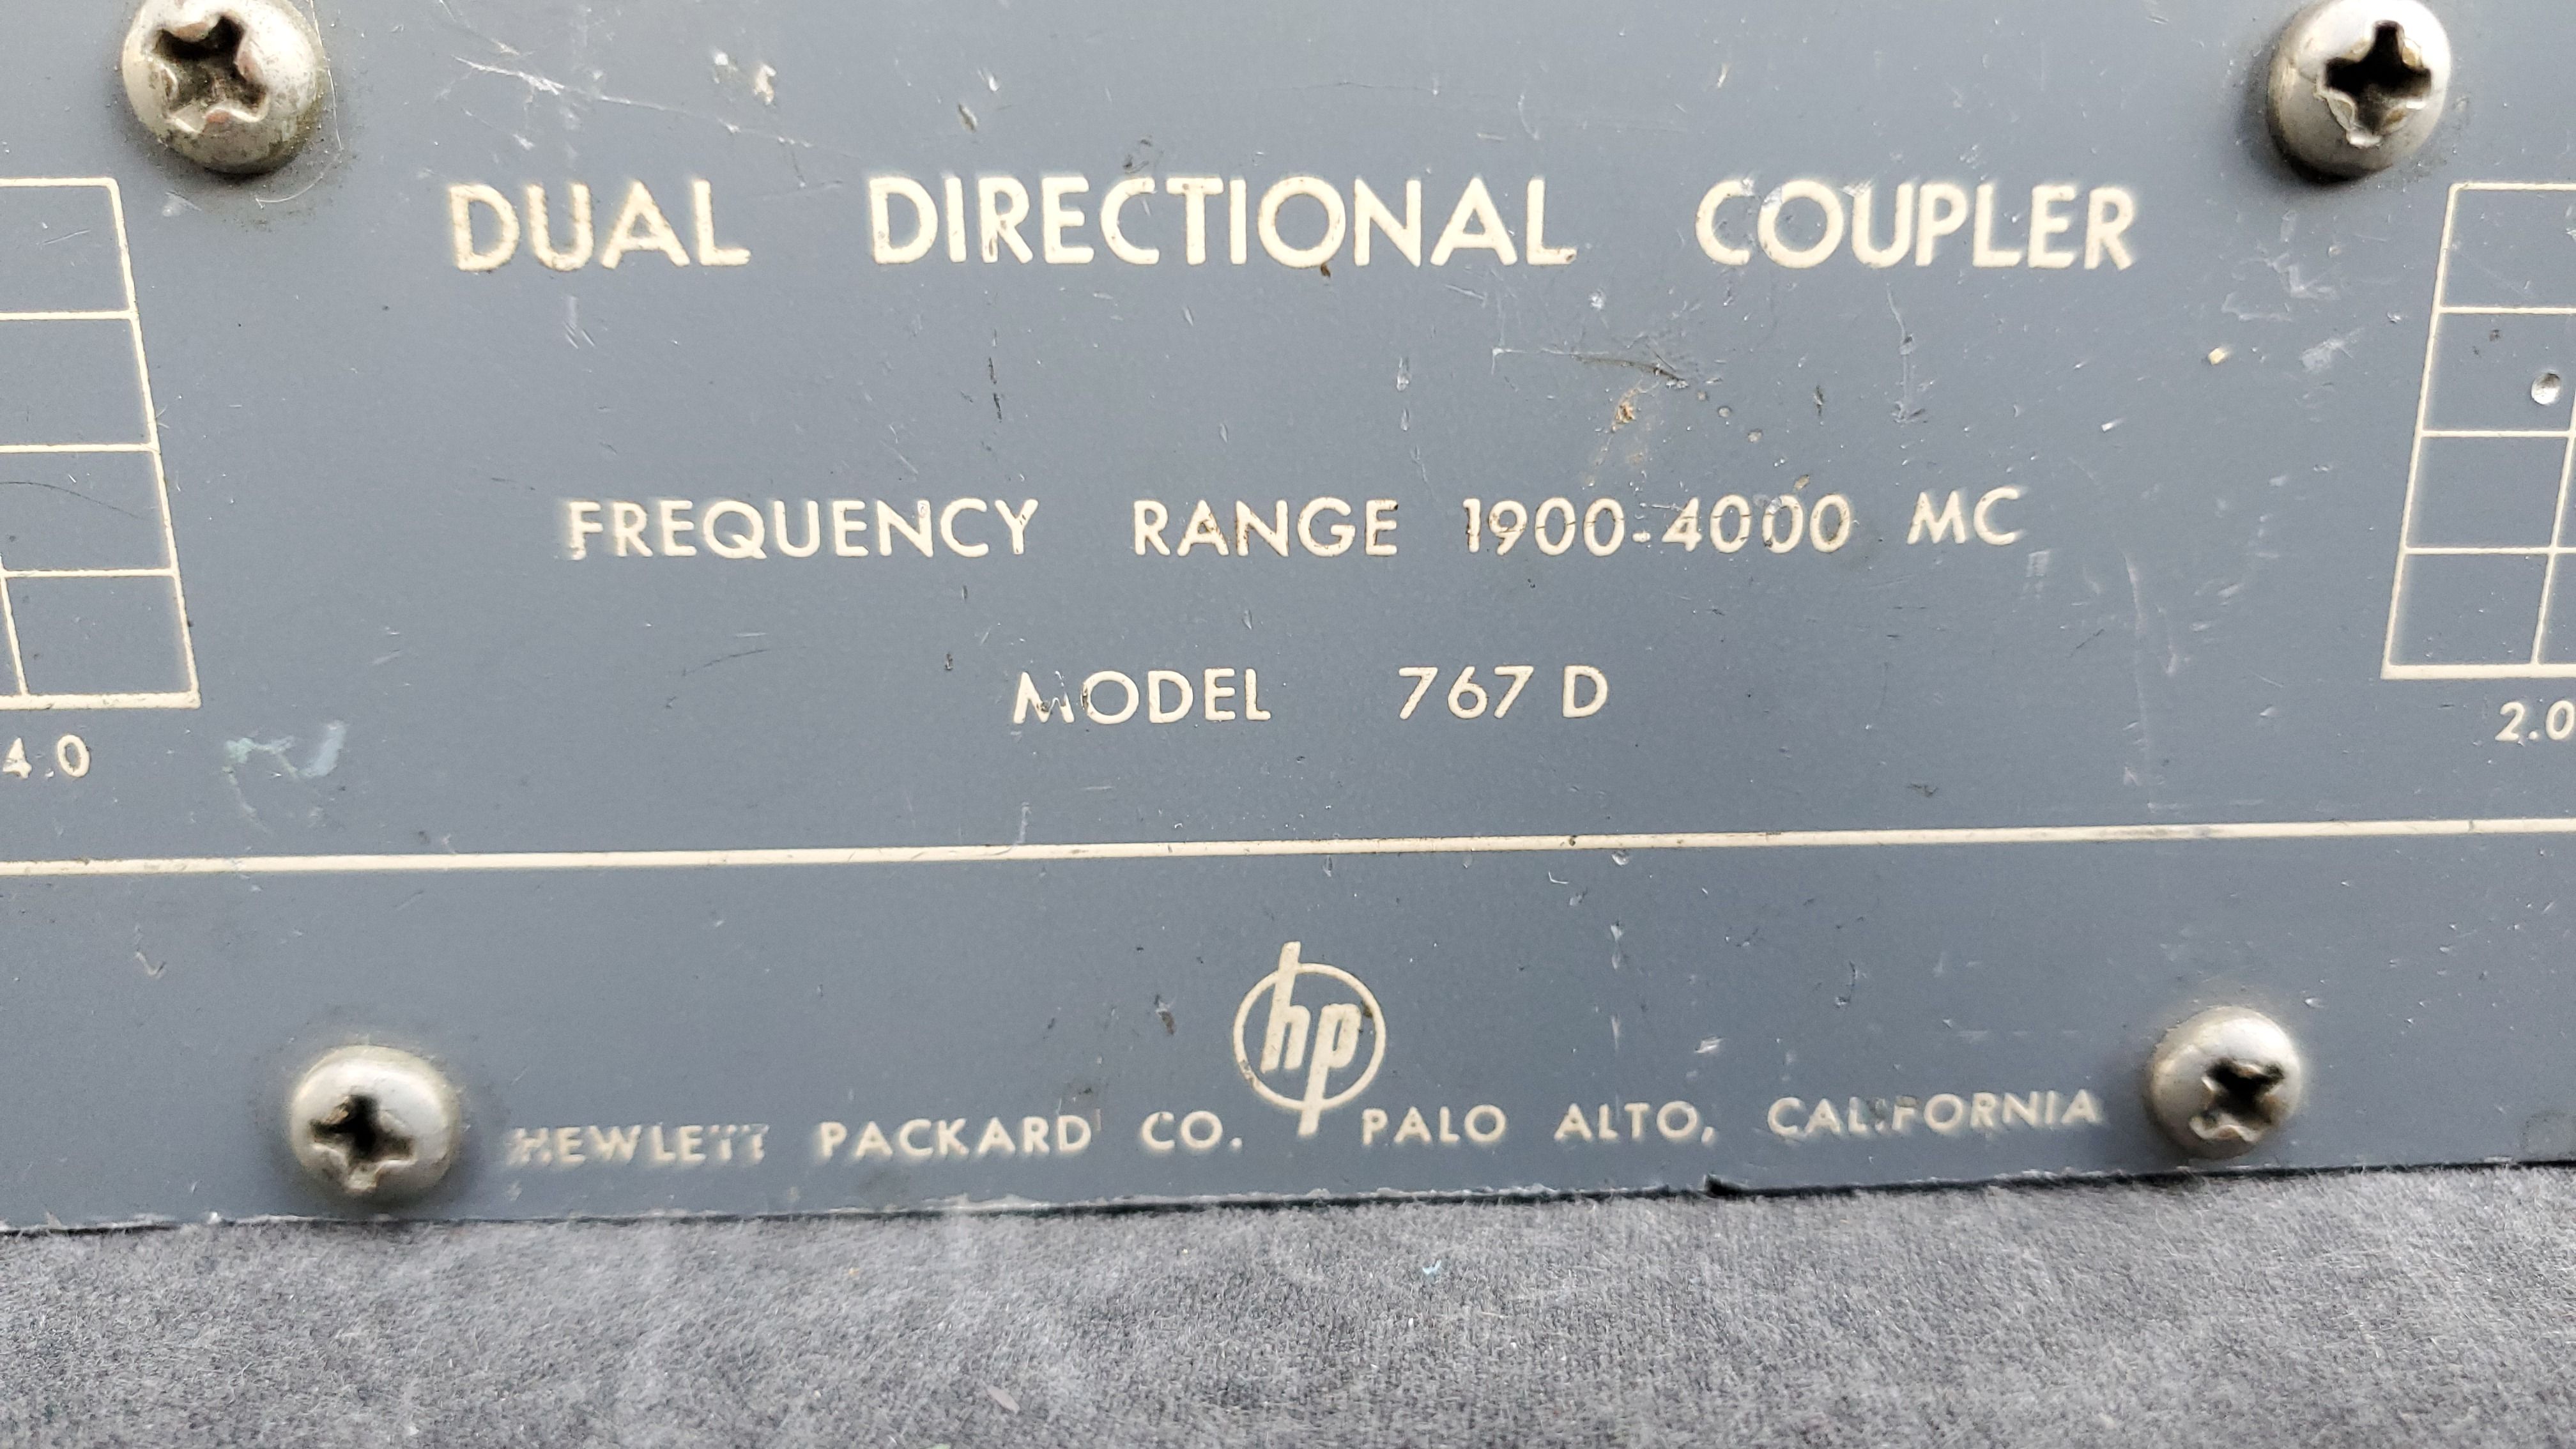 DUAL DIRECTIONAL COUPLER
FREQUENCY RANGE 1900-4000 MC
MODEL 767 D
4.0
2.0
hp
HEWLETT PACKARD CO. PALO ALTO, CALIFORNIA